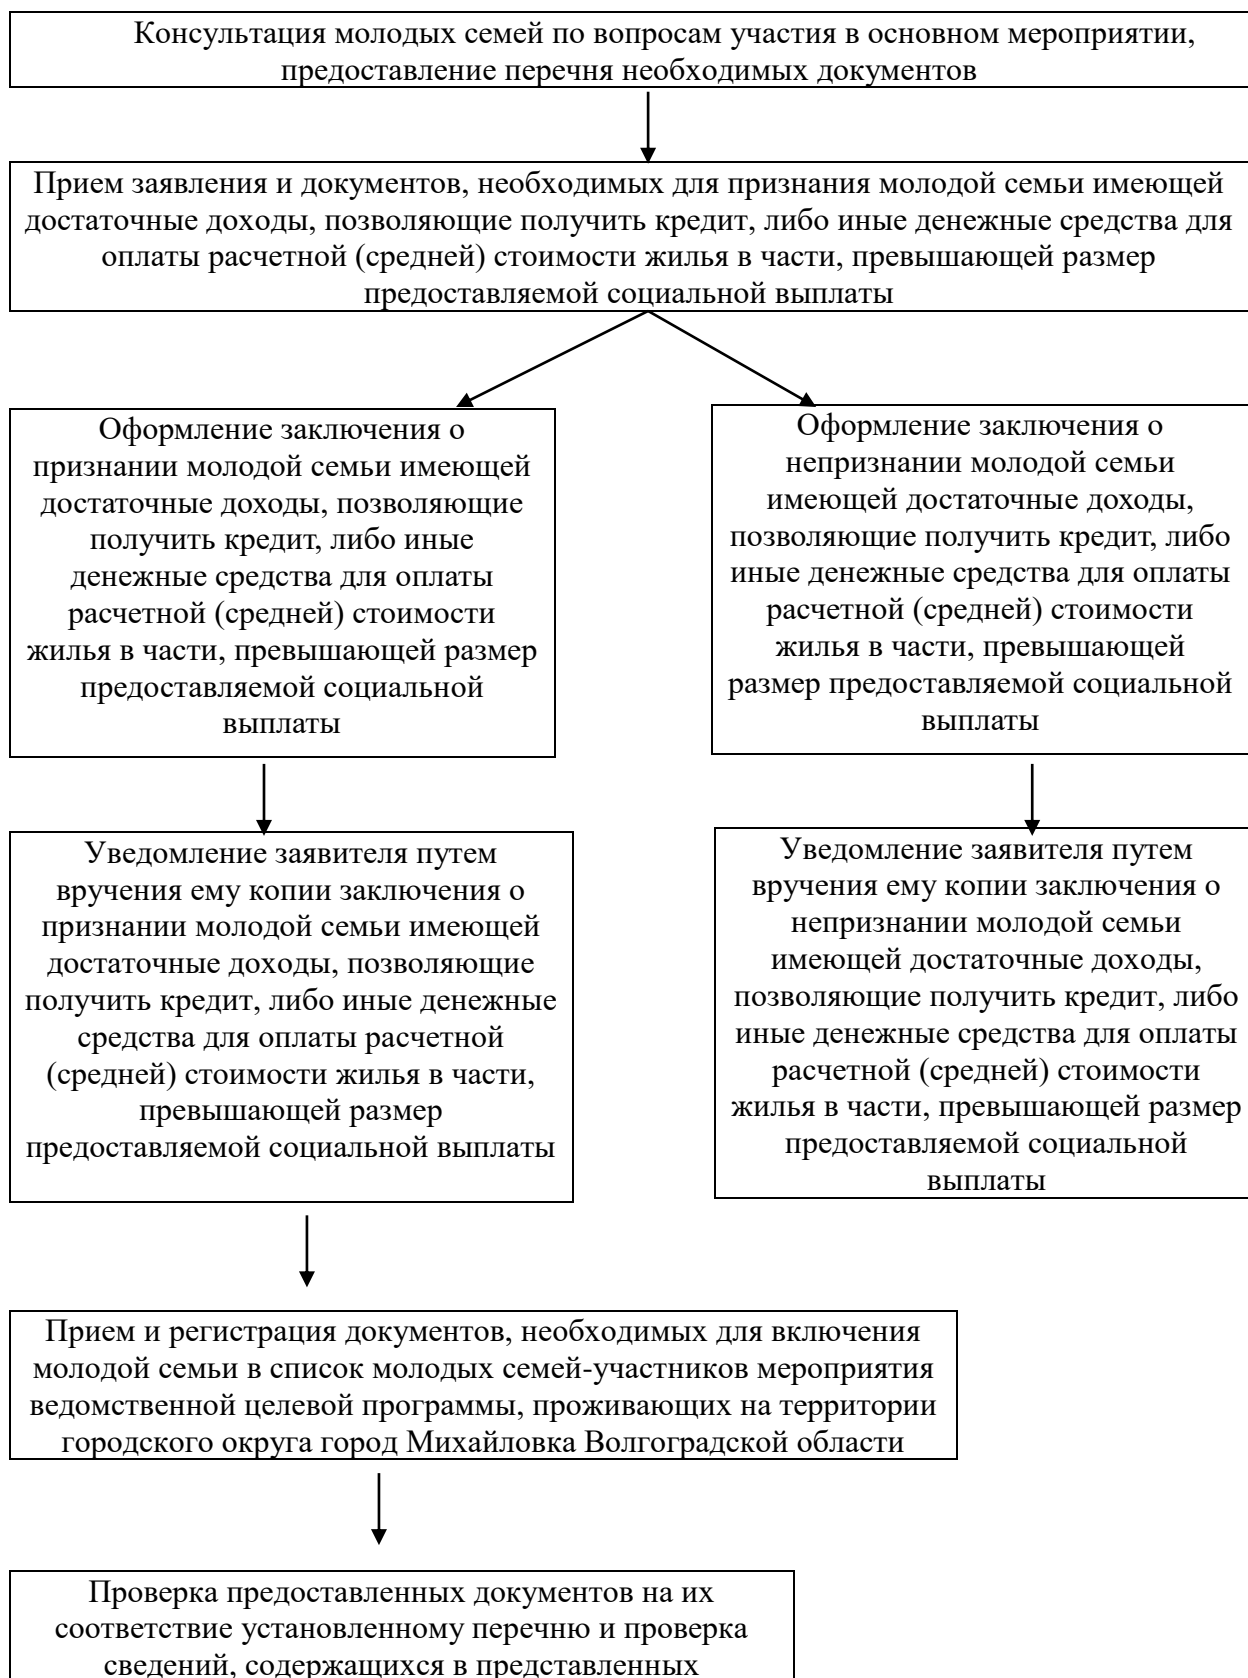 Консультация молодых семей по вопросам участия в основном мероприятии,
предоставление перечня необходимых документов
Прием заявления и документов, необходимых для признания молодой семьи имеющей
достаточные доходы, позволяющие получить кредит, либо иные денежные средства для
оплаты расчетной (средней) стоимости жилья в части, превышающей размер
предоставляемой социальной выплаты
Оформление заключения о
признании молодой семьи имеющей
достаточные доходы, позволяющие
получить кредит, либо иные
денежные средства для оплаты
расчетной (средней) стоимости
жилья в части, превышающей размер
предоставляемой социальной
выплаты
Оформление заключения о
непризнании молодой семьи
имеющей достаточные доходы,
позволяющие получить кредит, либо
иные денежные средства для оплаты
расчетной (средней) стоимости
жилья в части, превышающей
размер предоставляемой социальной
выплаты
Уведомление заявителя путем
вручения ему копии заключения о
признании молодой семьи имеющей
достаточные доходы, позволяющие
получить кредит, либо иные денежные
средства для оплаты расчетной
(средней) стоимости жилья в части,
превышающей размер
предоставляемой социальной выплаты
Уведомление заявителя путем
вручения ему копии заключения о
непризнании молодой семьи
имеющей достаточные доходы,
позволяющие получить кредит, либо
иные денежные средства для оплаты
расчетной (средней) стоимости
жилья в части, превышающей размер
предоставляемой социальной
выплаты
Прием и регистрация документов, необходимых для включения
молодой семьи в список молодых семей-участников мероприятия
ведомственной целевой программы, проживающих на территории
городского округа город Михайловка Волгоградской области
Проверка предоставленных документов на их
соответствие установленному перечню и проверка
сведений, содержащихся в представленных